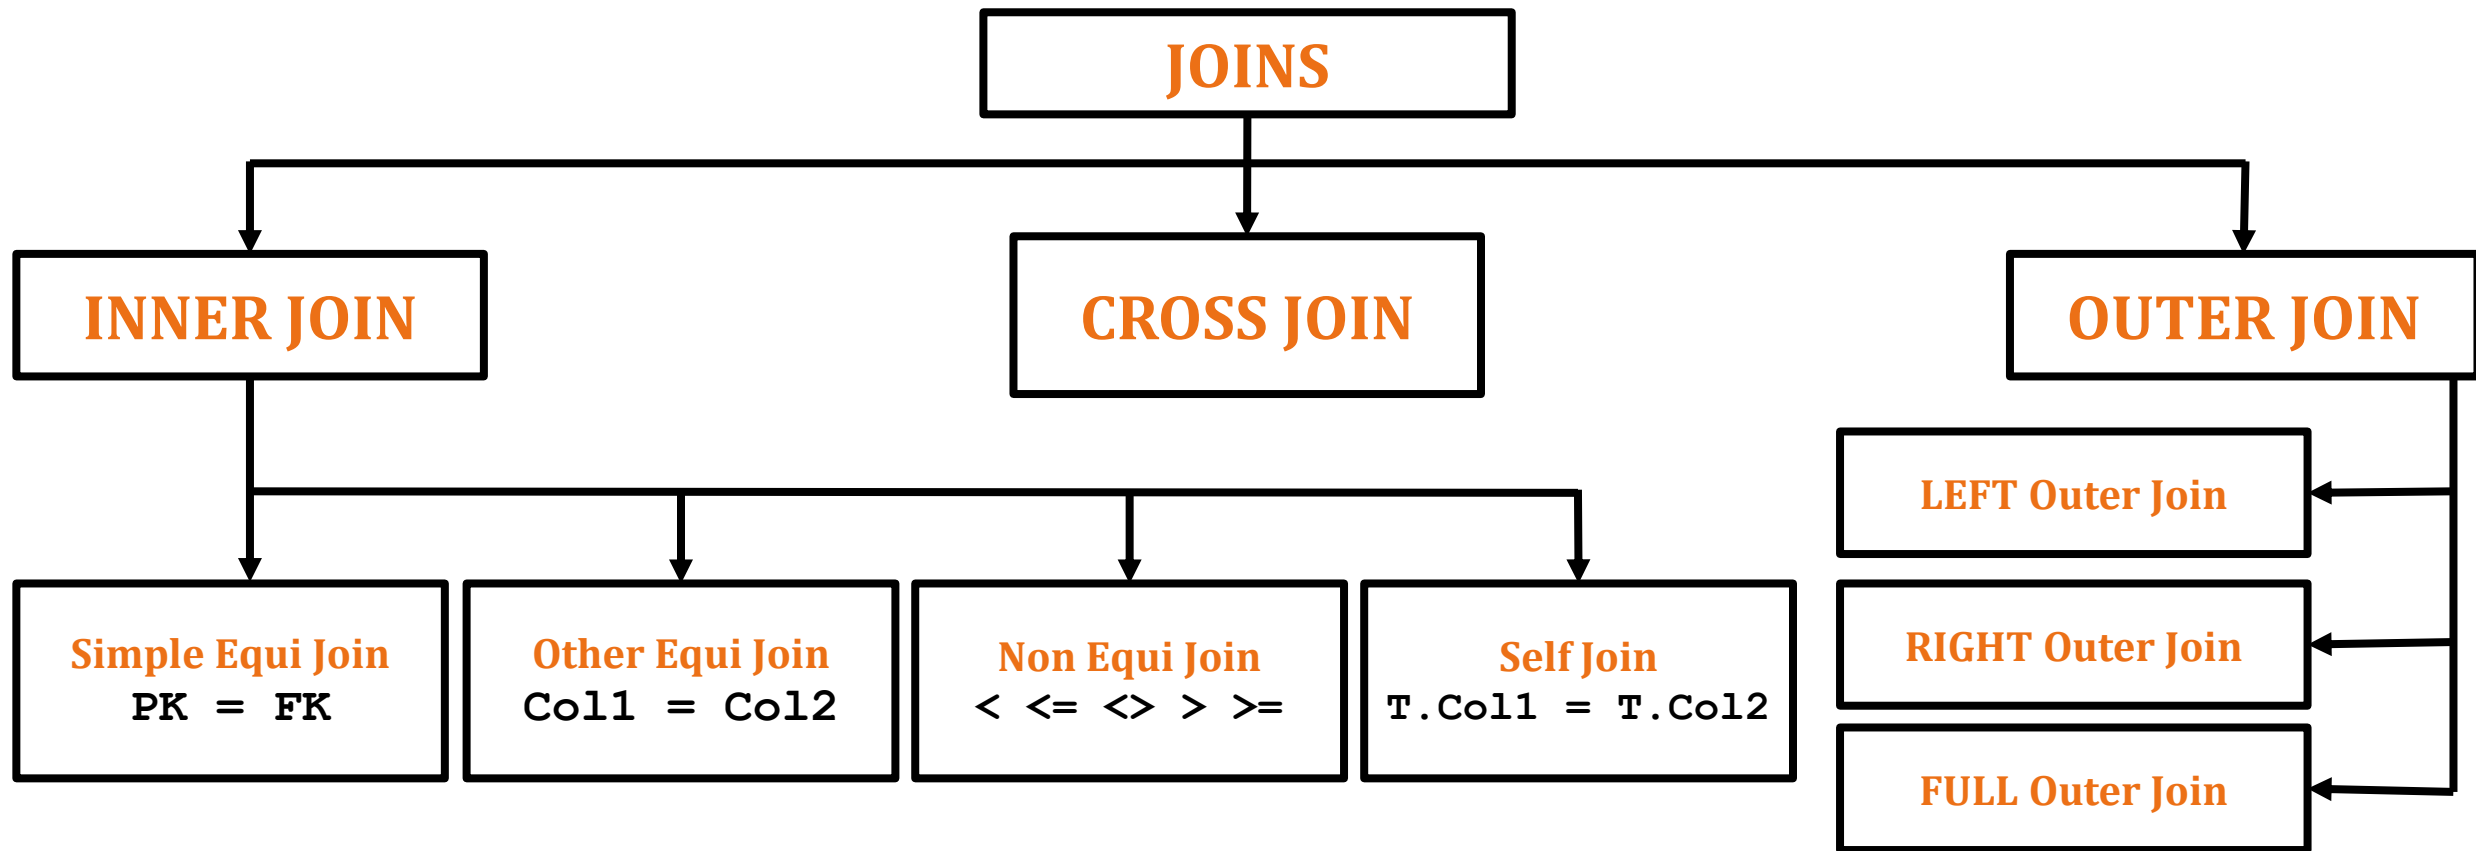 JOINS
INNER JOIN
CROSS JOIN
OUTER JOIN
LEFT Outer Join
RIGHT Outer Join
FULL Outer Join
Simple Equi Join
PK = FK
Other Equi Join
Col1 = Col2
Non Equi Join
< <= <> > >=
Self Join
T.Col1 = T.Col2